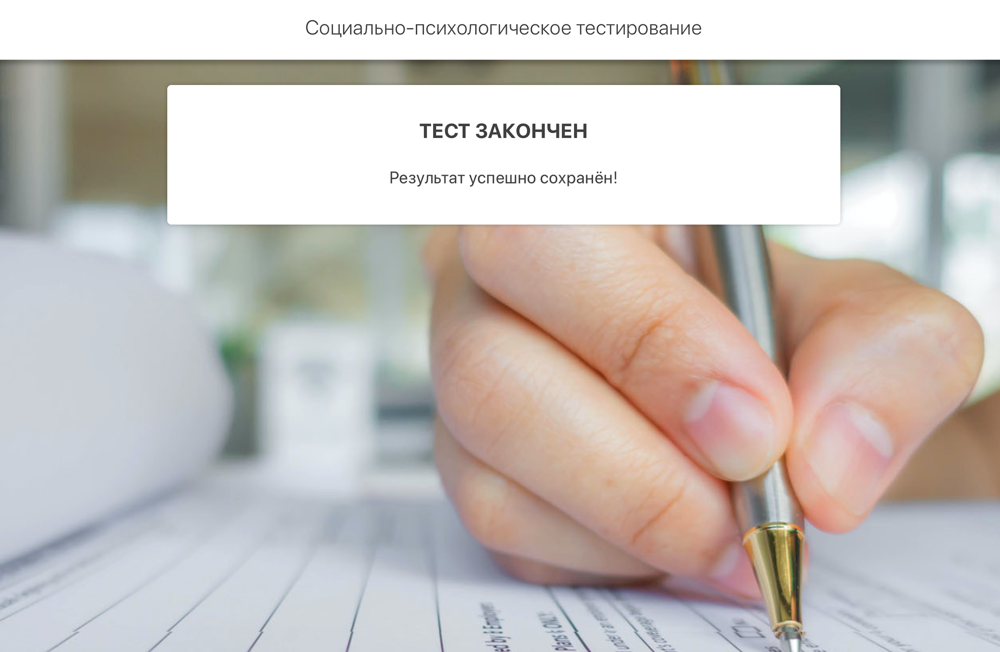 Социально-психологическое тестирование
ТЕСТ ЗАКОНЧЕН
Результат успешно сохранён!